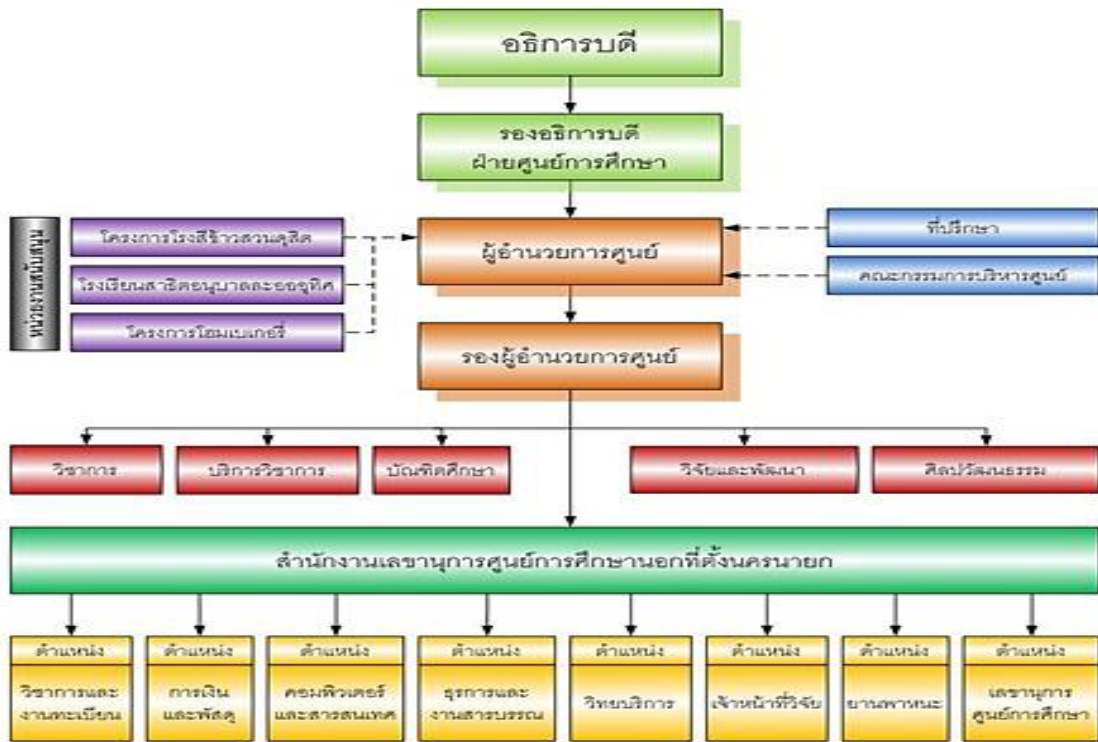 อธิการบดี
รองอธิการบดี
ฝ่ายศูนย์การศึกษา
หน่วยงานสนับสนุน
โครงการโรงสีข้าวสวนดุสิต
โรงเรียนสาธิตอนุบาลละอออุทิศ
โครงการโฮมเบเกอรี่
ผู้อำนวยการศูนย์
ที่ปรึกษา
คณะกรรมการบริหารศูนย์
รองผู้อำนวยการศูนย์
วิชาการ
บริการวิชาการ
บัณฑิตศึกษา
วิจัยและพัฒนา
ศิลปวัฒนธรรม
สำนักงานเลขานุการศูนย์การศึกษานอกที่ตั้งนครนายก
ตำแหน่ง
วิชาการและ
งานทะเบียน
ตำแหน่ง
การเงิน
และพัสดุ
ตำแหน่ง
คอมพิวเตอร์
และสารสนเทศ
ตำแหน่ง
ธุรการและ
งานสารบรรณ
ตำแหน่ง
วิทยบริการ
ตำแหน่ง
เจ้าหน้าที่วิจัย
ตำแหน่ง
ยานพาหนะ
ตำแหน่ง
เลขานุการ
ศูนย์การศึกษา